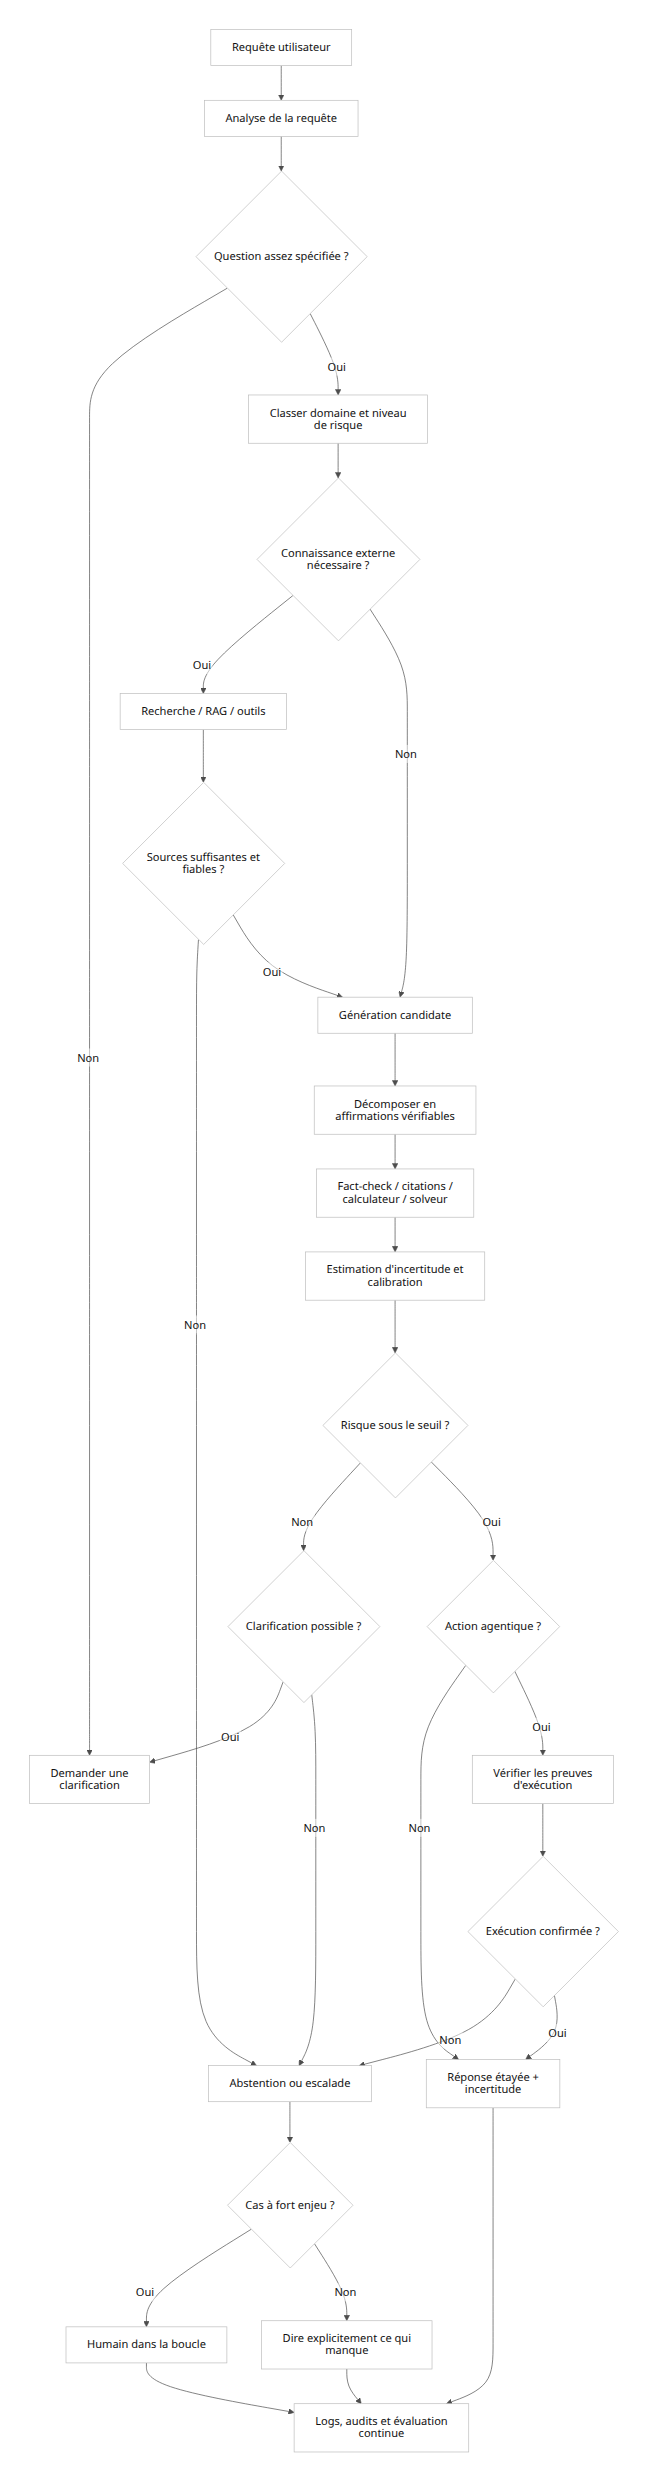 Requête utilisateur
Analyse de la requête
Question assez spécifiée ?
Oui
Classer domaine et niveau
de risque
Connaissance externe
nécessaire ?
Oui
Recherche / RAG / outils
Non
Sources suffisantes et
fiables ?
Oui
Génération candidate
Non
Décomposer en
affirmations vérifiables
Fact-check / citations /
calculateur / solveur
Estimation d'incertitude et
calibration
Non
Risque sous le seuil ?
Non
Oui
Clarification possible ?
Action agentique ?
Oui
Oui
Demander une
clarification
Vérifier les preuves
d'exécution
Non
Non
Exécution confirmée ?
Non
Oui
Abstention ou escalade
Réponse étayée +
incertitude
Cas à fort enjeu ?
Oui
Non
Humain dans la boucle
Dire explicitement ce qui
manque
Logs, audits et évaluation
continue